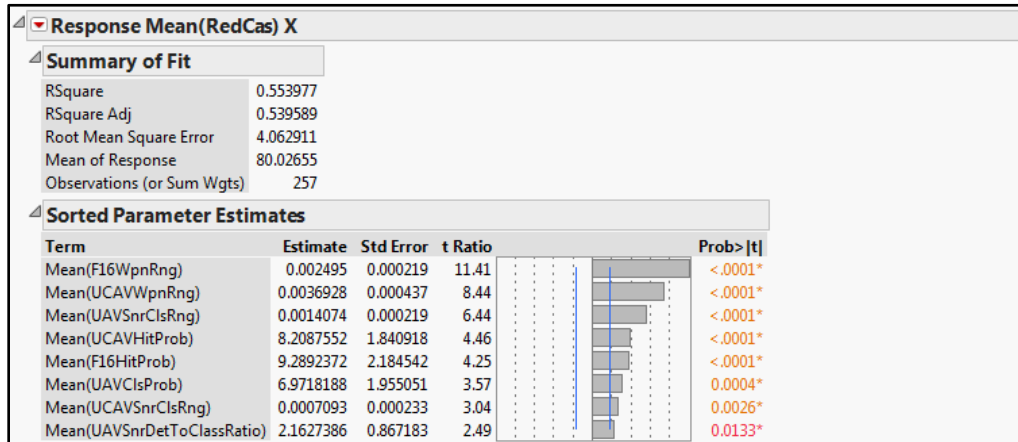 Response Mean(RedCas) X
Summary of Fit
RSquare 0.553977
RSquare Adj 0.539589
Root Mean Square Error 4.062911
Mean of Response 80.02655
Observations (or Sum Wgts) 257
Sorted Parameter Estimates
Term Estimate Std Error t Ratio Prob>|t|
Mean(F16WpnRng) 0.002495 0.000219 11.41 <.0001*
Mean(UCAVWpnRng) 0.0036928 0.000437 8.44 <.0001*
Mean(UAVSnrClsRng) 0.0014074 0.000219 6.44 <.0001*
Mean(UCAVHitProb) 8.2087552 1.840918 4.46 <.0001*
Mean(F16HitProb) 9.2892372 2.184542 4.25 <.0001*
Mean(UAVClsProb) 6.9718188 1.955051 3.57 0.0004*
Mean(UCAVSnrClsRng) 0.0007093 0.000233 3.04 0.0026*
Mean(UAVSnrDetToClassRatio) 2.1627386 0.867183 2.49 0.0133*